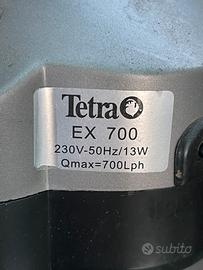 Tetra
EX 700
230V-50Hz/13W
Qmax=700Lph
subito